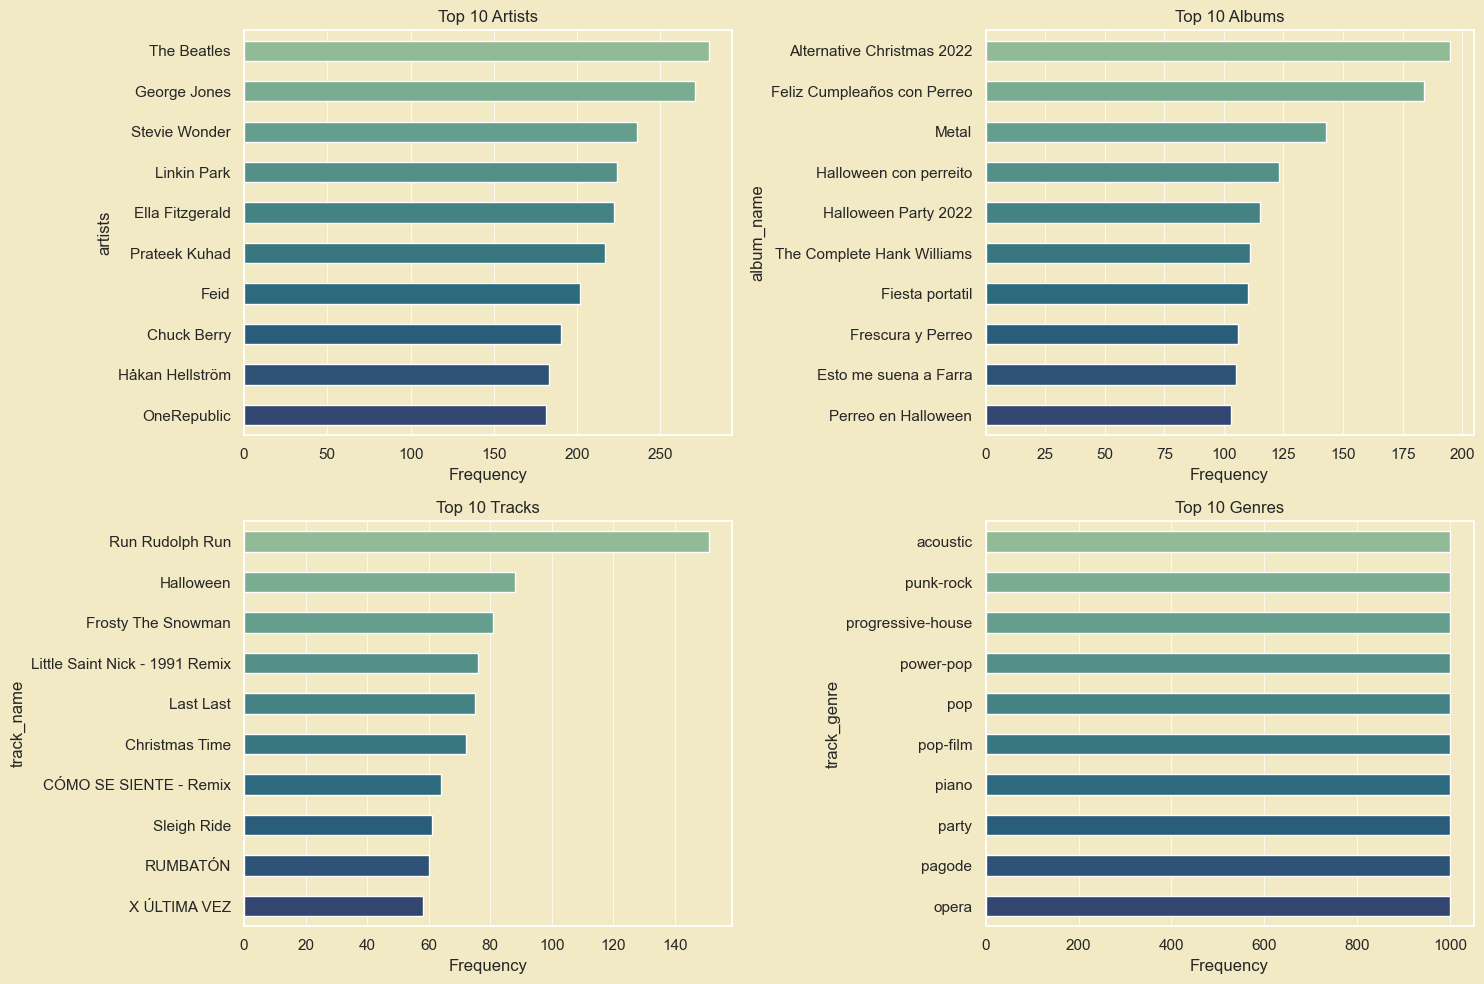 Top 10 Artists
The Beatles
George Jones
Stevie Wonder
Linkin Park
Ella Fitzgerald
Prateek Kuhad
Feid
Chuck Berry
Håkan Hellström
OneRepublic
artists
0 50 100 150 200 250
Frequency
Top 10 Albums
Alternative Christmas 2022
Feliz Cumpleaños con Perreo
Metal
Halloween con perreito
Halloween Party 2022
The Complete Hank Williams
Fiesta portatil
Frescura y Perreo
Esto me suena a Farra
Perreo en Halloween
album_name
0 25 50 75 100 125 150 175 200
Frequency
Top 10 Tracks
Run Rudolph Run
Halloween
Frosty The Snowman
Little Saint Nick - 1991 Remix
Last Last
Christmas Time
CÓMO SE SIENTE - Remix
Sleigh Ride
RUMBATÓN
X ÚLTIMA VEZ
track_name
0 20 40 60 80 100 120 140
Frequency
Top 10 Genres
acoustic
punk-rock
progressive-house
power-pop
pop
pop-film
piano
party
pagode
opera
track_genre
0 200 400 600 800 1000
Frequency